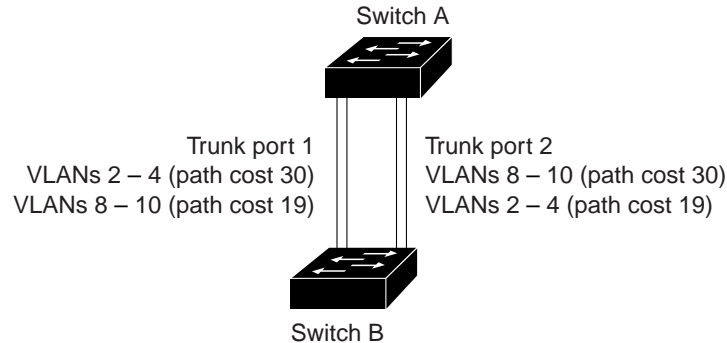 Switch A
Trunk port 1
VLANs 2 – 4 (path cost 30)
VLANs 8 – 10 (path cost 19)
Trunk port 2
VLANs 8 – 10 (path cost 30)
VLANs 2 – 4 (path cost 19)
Switch B